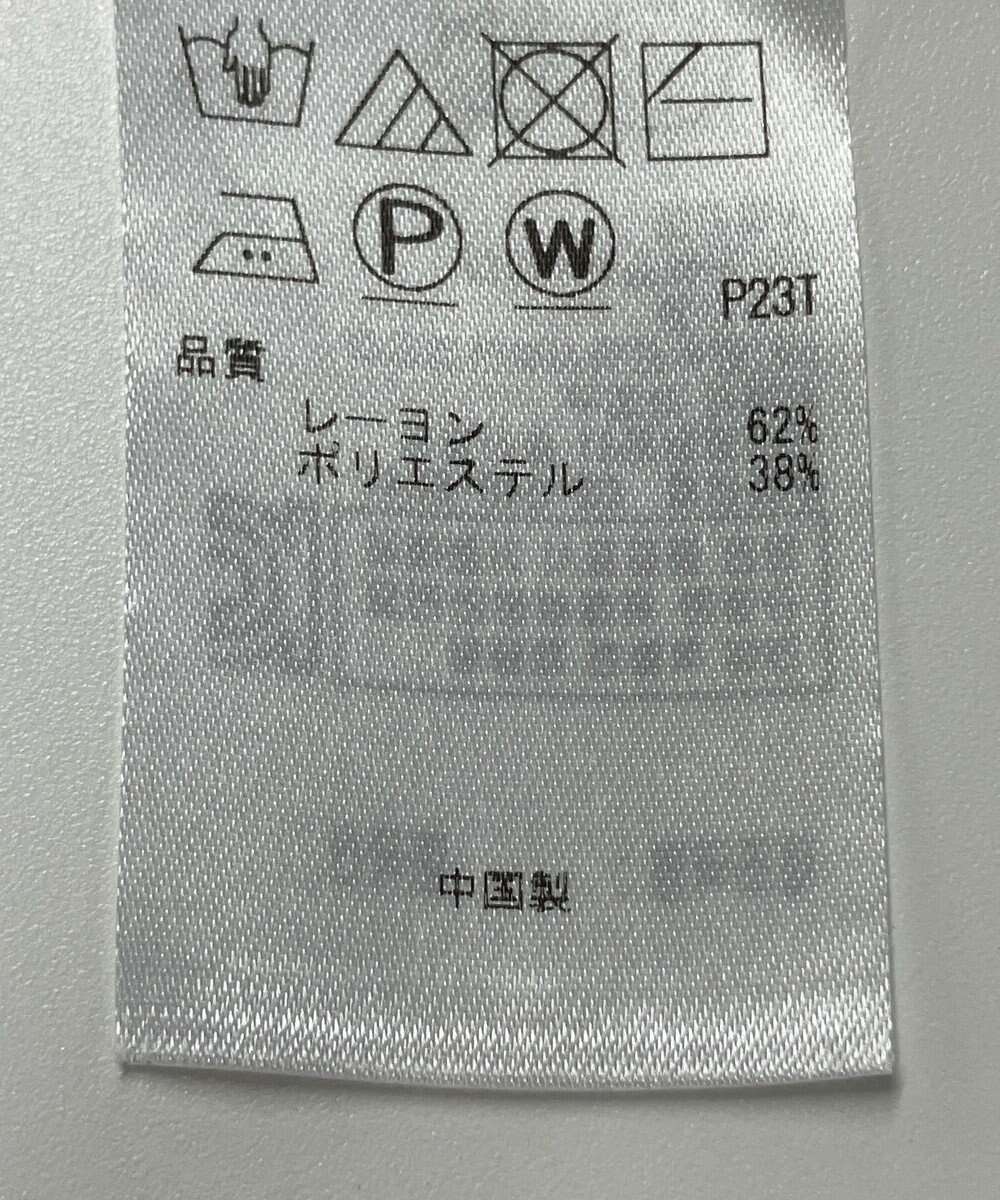 P W
P23T
品質
レーヨン 62%
ポリエステル 38%
中国製